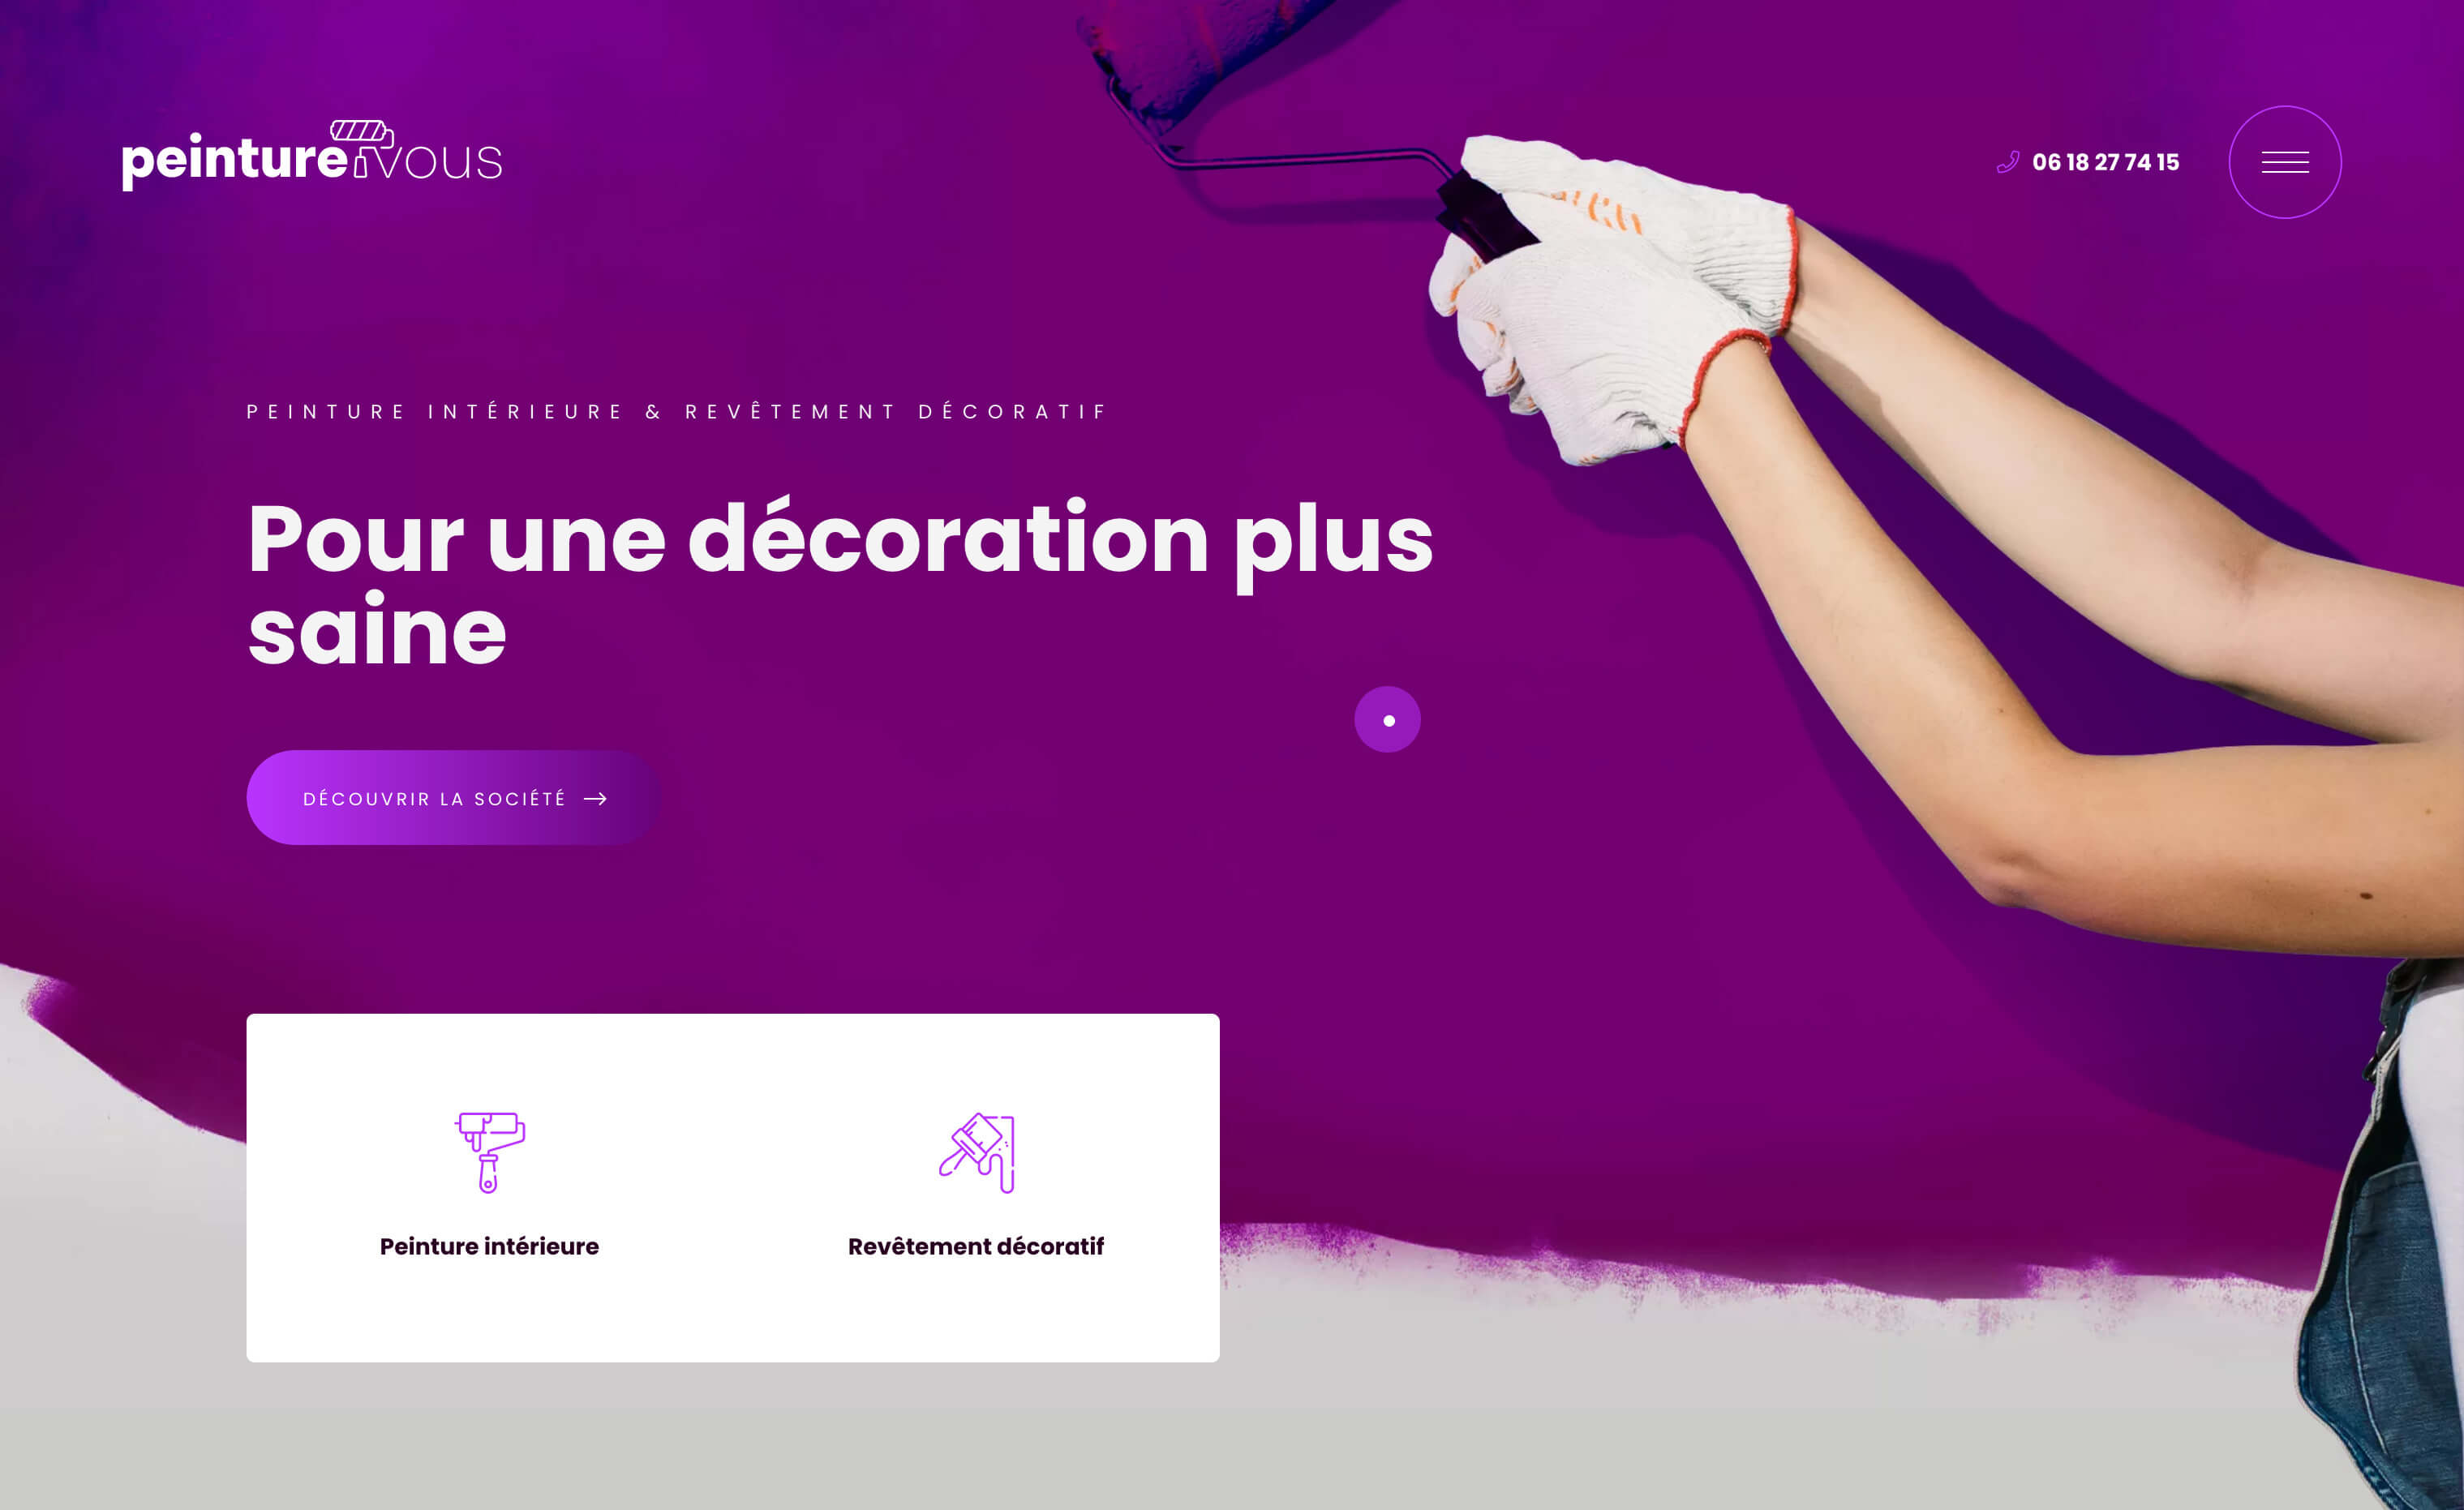 peinture vous
06 18 27 74 15
PEINTURE INTÉRIEURE & REVÊTEMENT DÉCORATIF
Pour une décoration plus
saine
DÉCOUVRIR LA SOCIÉTÉ
Peinture intérieure
Revêtement décoratif